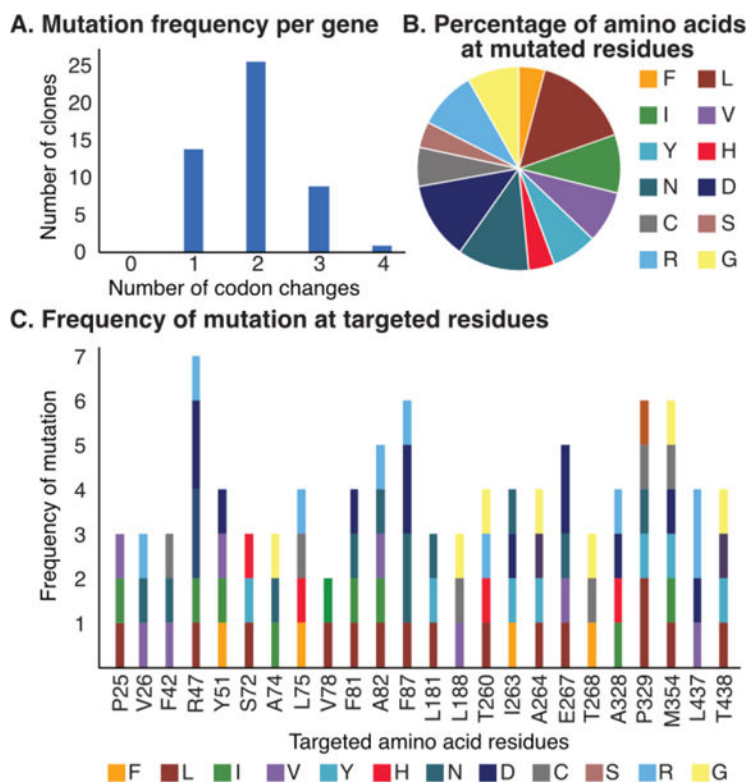 A. Mutation frequency per gene
25
20
15
10
5
0
Number of clones
0 1 2 3 4
Number of codon changes
B. Percentage of amino acids
at mutated residues
F L
I V
Y H
N D
C S
R G
C. Frequency of mutation at targeted residues
7
6
5
4
3
2
1
Frequency of mutation
P25 V26 F42 R47 Y51 S72 A74 L75 V78 F81 A82 F87 L181 L188 T260 I263 A264 E267 T268 A328 P329 M354 L437 T438
Targeted amino acid residues
F L I V Y H N D C S R G